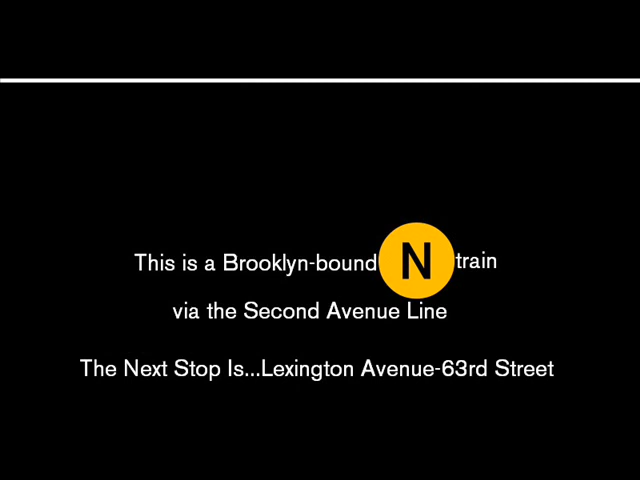 This is a Brooklyn-bound N train
via the Second Avenue Line
The Next Stop Is...Lexington Avenue-63rd Street